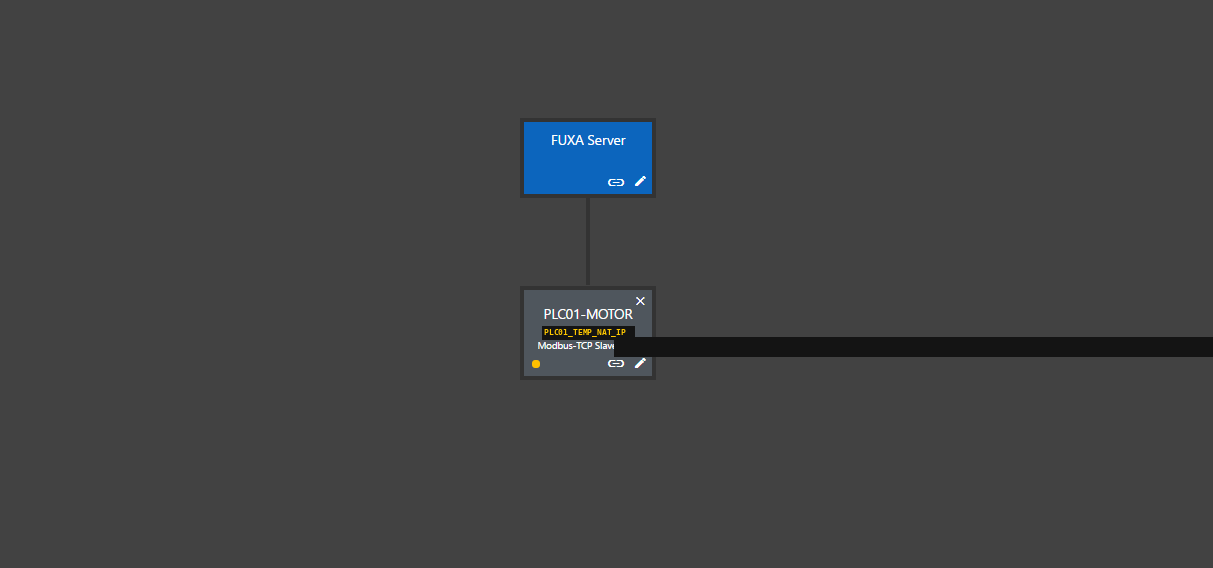 FUXA Server
PLC01-MOTOR
PLC01_TEMP_NAT_IP
Modbus-TCP Slave